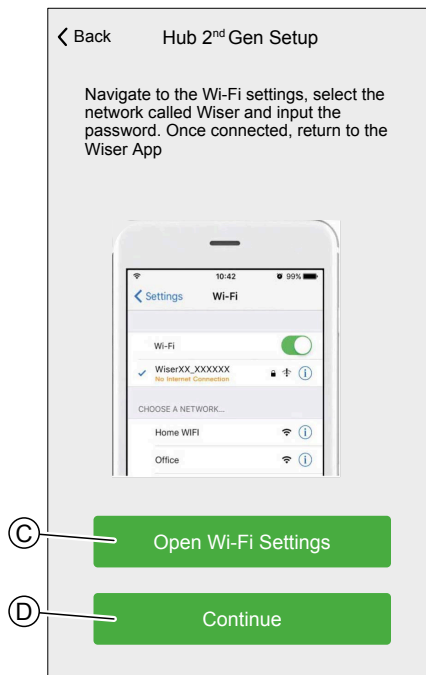 Back Hub 2nd Gen Setup
Navigate to the Wi-Fi settings, select the
network called Wiser and input the
password. Once connected, return to the
Wiser App
10:42 99%
Settings Wi-Fi
Wi-Fi
WiserXX_XXXXXX
No Internet Connection
CHOOSE A NETWORK...
Home WIFI
Office
C Open Wi-Fi Settings
D Continue